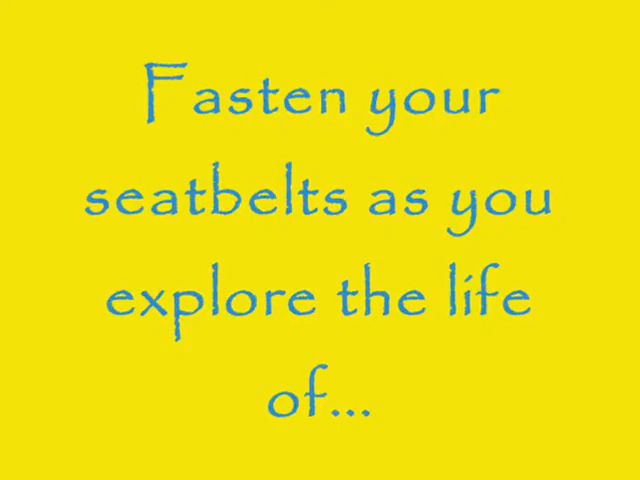 Fasten your
seatbelts as you
explore the life
of...